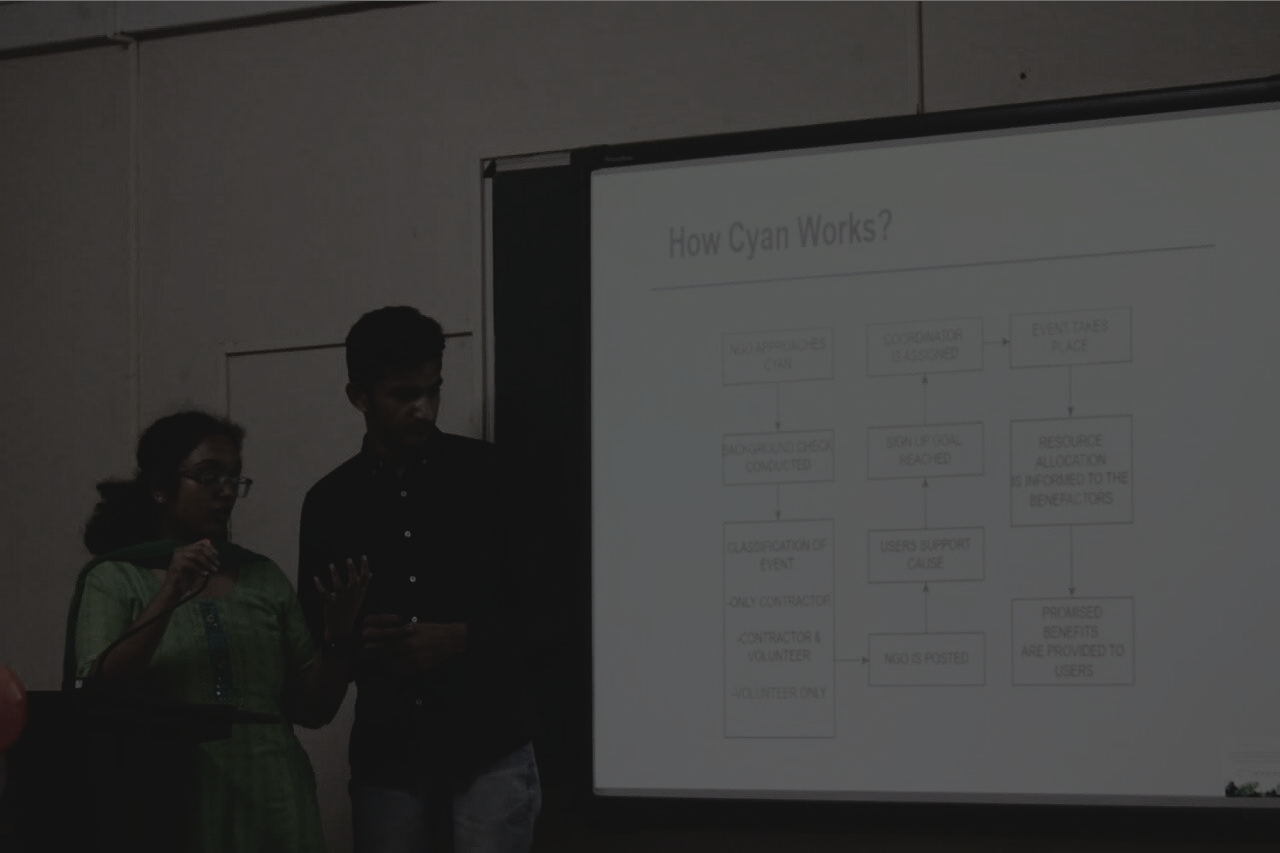 How Cyan Works?
NGO APPROACHES
CYAN
BACKGROUND CHECK
CONDUCTED
CLASSIFICATION OF
EVENT
-ONLY CONTRACTOR
-CONTRACTOR &
VOLUNTEER
-VOLUNTEER ONLY
NGO IS POSTED
USERS SUPPORT
CAUSE
SIGN UP GOAL
REACHED
COORDINATOR
IS ASSIGNED
EVENT TAKES
PLACE
RESOURCE
ALLOCATION
IS INFORMED TO THE
BENEFACTORS
PROMISED
BENEFITS
ARE PROVIDED TO
USERS